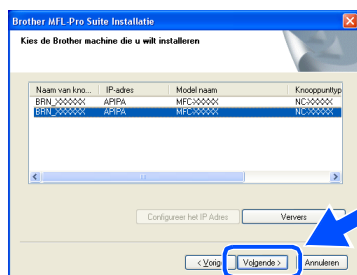 Brother MFL-Pro Suite Installatie
Kies de Brother machine die u wilt installeren
Naam van kno... IP-adres Model naam Knooppunttyp
BRN_XXXXXX APIPA MFC-XXXXX NC-XXXXX
BRN_XXXXXX APIPA MFC-XXXXX NC-XXXXX
Configureer het IP Adres Ververs
< Vorige Volgende > Annuleren